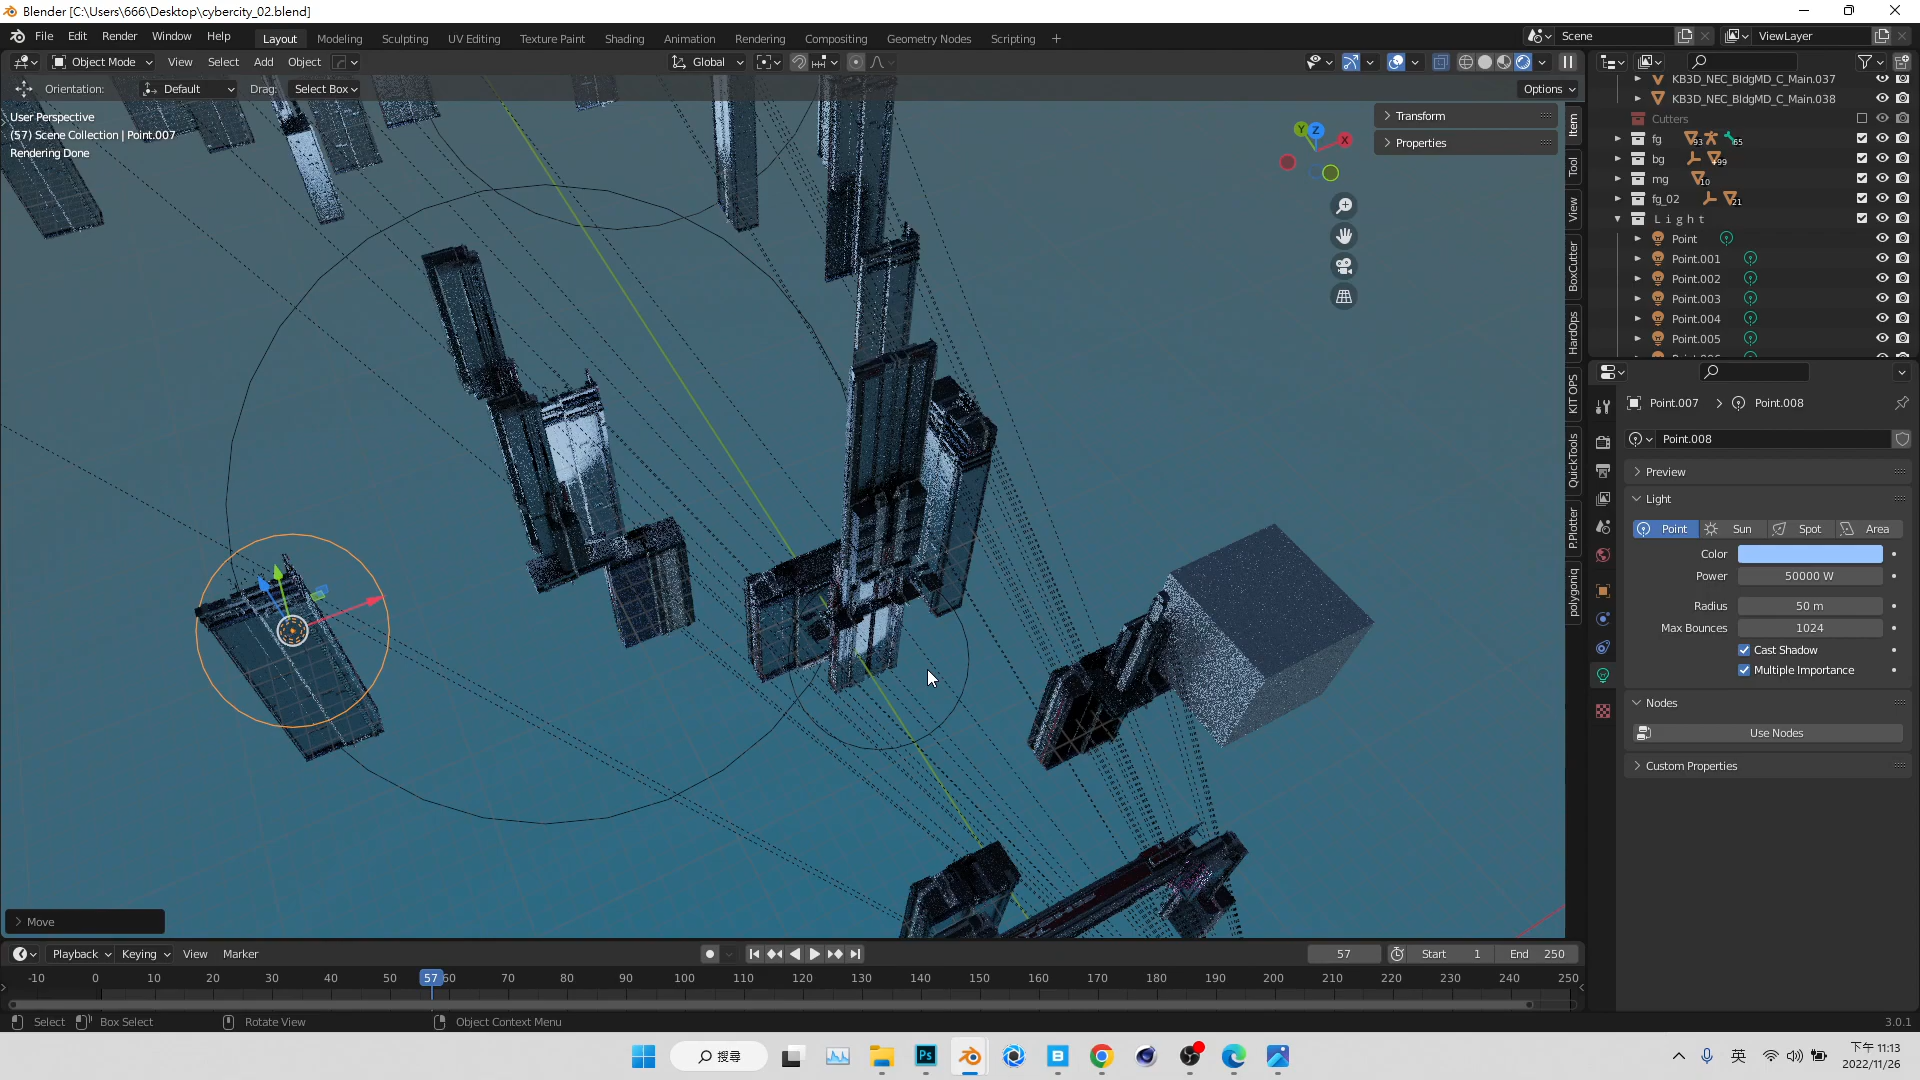 Blender [C:\Users\666\Desktop\cybercity_02.blend]
File Edit Render Window Help
Layout Modeling Sculpting UV Editing Texture Paint Shading Animation Rendering Compositing Geometry Nodes Scripting +
Scene
ViewLayer
Object Mode View Select Add Object
Global
Orientation: Default Drag: Select Box
Options
User Perspective
(57) Scene Collection | Point.007
Rendering Done
Transform
Properties
Y Z X
Item
Tool
View
BoxCutter
HardOps
KIT OPS
QuickTools
P.Plotter
polygoniq
KB3D_NEC_BldgMD_C_Main.037
KB3D_NEC_BldgMD_C_Main.038
Cutters
fg 93 65
bg +99
mg 10
fg_02 21
Light
Point
Point.001
Point.002
Point.003
Point.004
Point.005
Point.007 > Point.008
Point.008
Preview
Light
Point Sun Spot Area
Color
Power 50000 W
Radius 50 m
Max Bounces 1024
Cast Shadow
Multiple Importance
Nodes
Use Nodes
Custom Properties
Move
Playback Keying View Marker
57 Start 1 End 250
-10 0 10 20 30 40 57 60 70 80 90 100 110 120 130 140 150 160 170 180 190 200 210 220 230 240 250
Select Box Select Rotate View Object Context Menu
3.0.1
搜尋
Ps
B
英
下午 11:13
2022/11/26